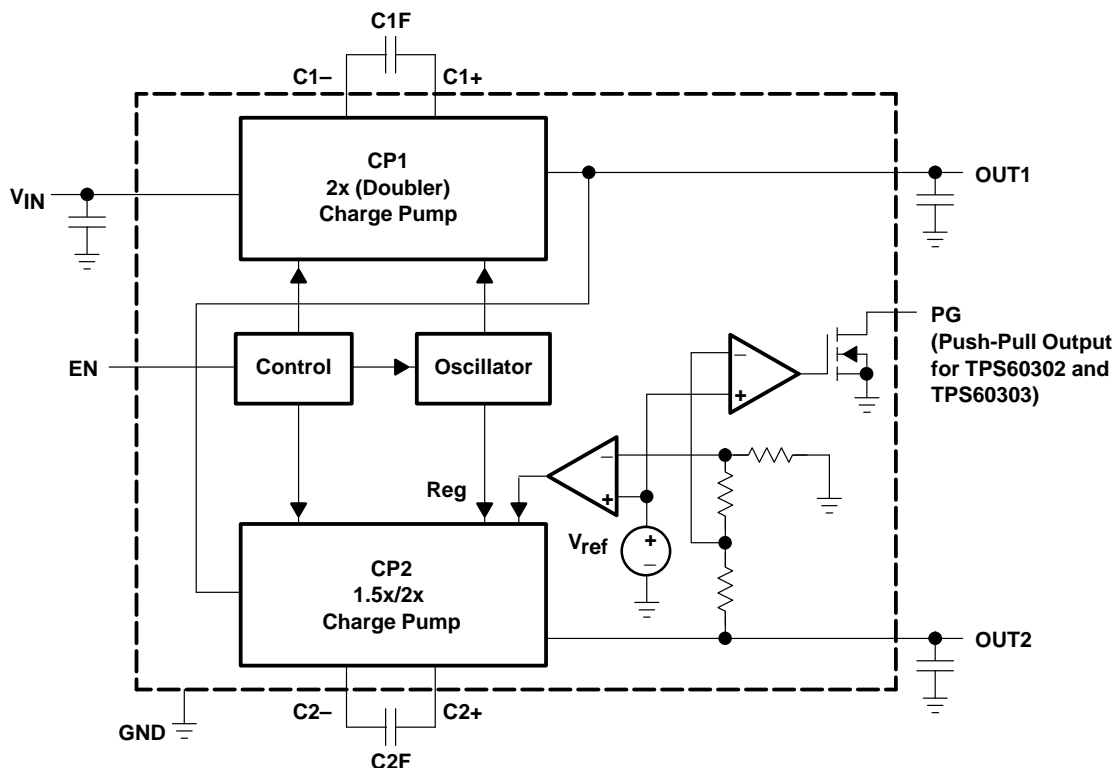 C1F
C1– C1+
CP1
2x (Doubler)
Charge Pump
VIN
OUT1
PG
(Push-Pull Output
for TPS60302 and
TPS60303)
EN
Control
Oscillator
–
+
–
+
Reg
Vref
+
–
CP2
1.5x/2x
Charge Pump
OUT2
GND
C2– C2+
C2F